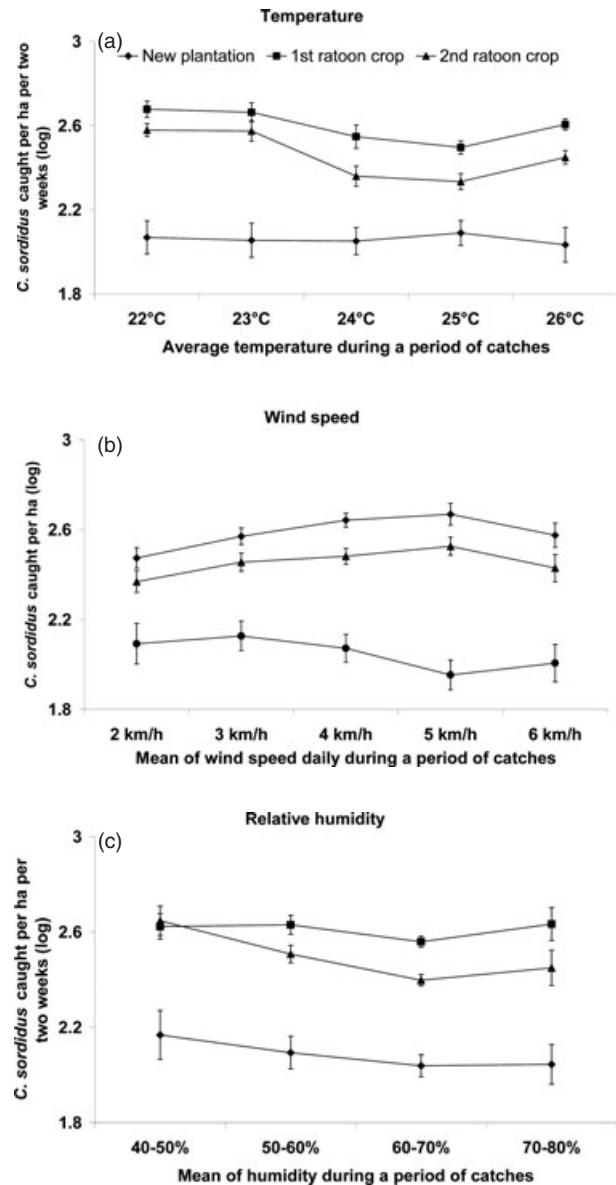 Temperature
(a)
New plantation 1st ratoon crop 2nd ratoon crop
C. sordidus caught per ha per two
weeks (log)
3
2.6
2.2
1.8
22°C 23°C 24°C 25°C 26°C
Average temperature during a period of catches
Wind speed
(b)
C. sordidus caught per ha (log)
3
2.6
2.2
1.8
2 km/h 3 km/h 4 km/h 5 km/h 6 km/h
Mean of wind speed daily during a period of catches
Relative humidity
(c)
C. sordidus caught per ha per
two weeks (log)
3
2.6
2.2
1.8
40-50% 50-60% 60-70% 70-80%
Mean of humidity during a period of catches